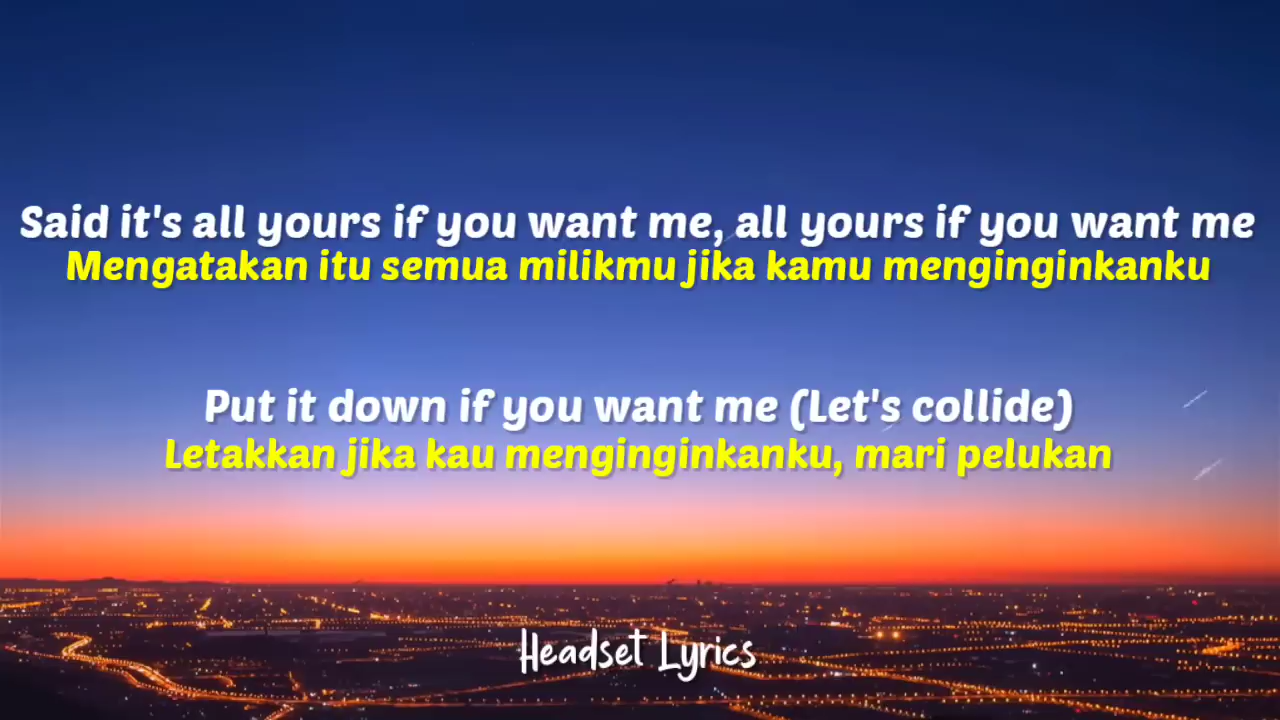 Said it's all yours if you want me, all yours if you want me
Mengatakan itu semua milikmu jika kamu menginginkanku
Put it down if you want me (Let's collide)
Letakkan jika kau menginginkanku, mari pelukan
Headset Lyrics